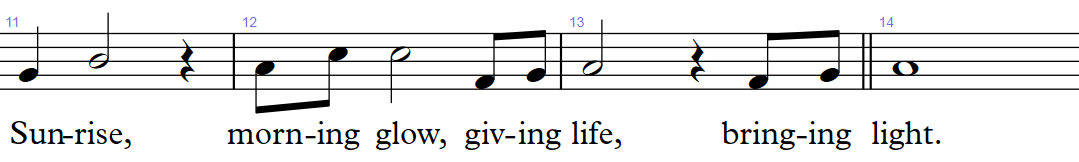 11 12 13 14
Sun-rise, morn-ing glow, giv-ing life, bring-ing light.